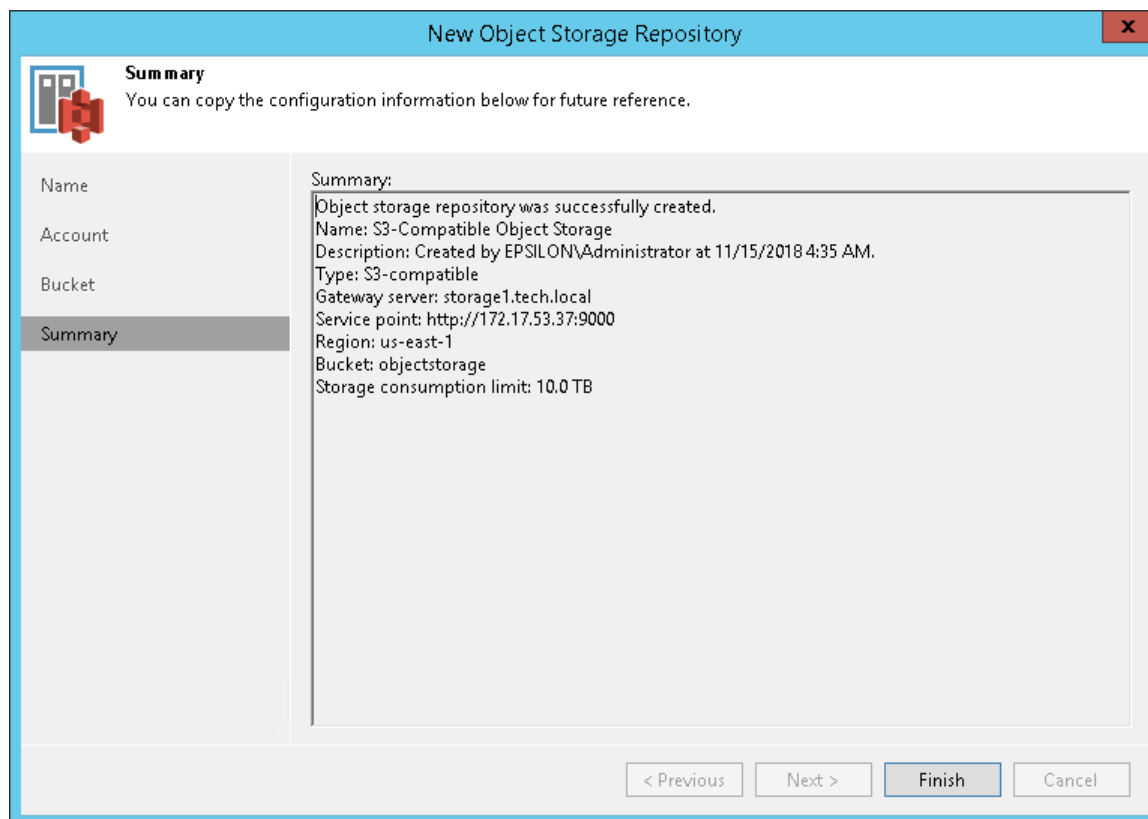 New Object Storage Repository
x
Summary
You can copy the configuration information below for future reference.
Name
Account
Bucket
Summary
Summary:
Object storage repository was successfully created.
Name: S3-Compatible Object Storage
Description: Created by EPSILON\Administrator at 11/15/2018 4:35 AM.
Type: S3-compatible
Gateway server: storage1.tech.local
Service point: http://172.17.53.37:9000
Region: us-east-1
Bucket: objectstorage
Storage consumption limit: 10.0 TB
< Previous
Next >
Finish
Cancel